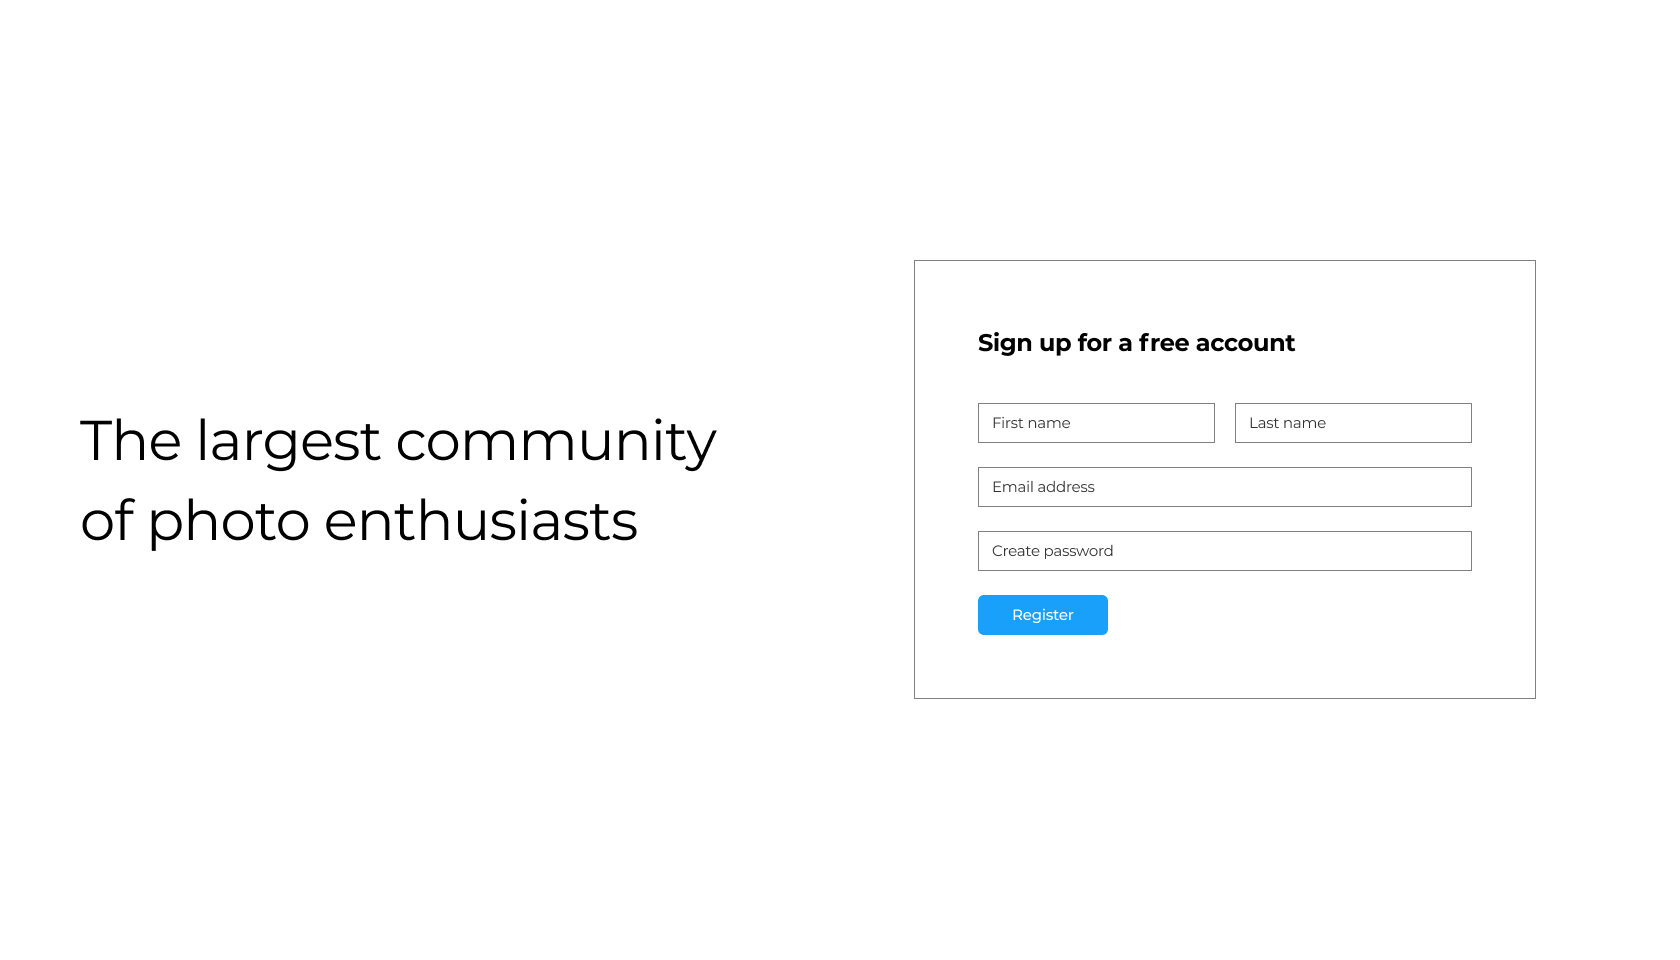 The largest community
of photo enthusiasts
Sign up for a free account
First name
Last name
Email address
Create password
Register